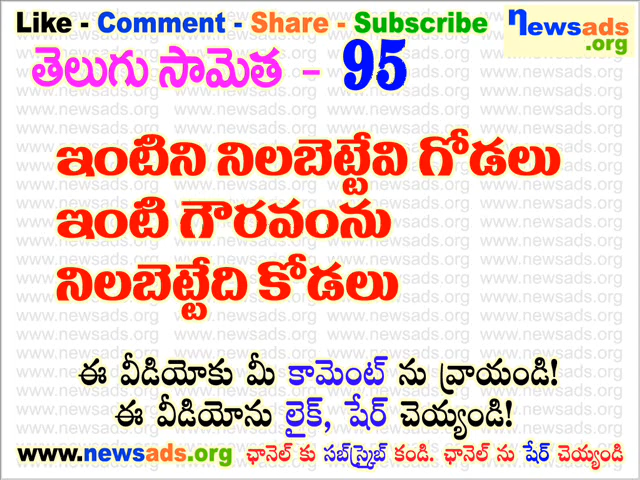 Like - Comment - Share - Subscribe
newsads
.org
తెలుగు సామెత - 95
ఇంటిని నిలబెట్టేవి గోడలు
ఇంటి గౌరవంను
నిలబెట్టేది కోడలు
ఈ వీడియోకు మీ కామెంట్ ను వ్రాయండి!
ఈ వీడియోను లైక్, షేర్ చెయ్యండి!
www.newsads.org ఛానెల్ కు సబ్‌స్క్రైబ్ కండి. ఛానెల్ ను షేర్ చెయ్యండి